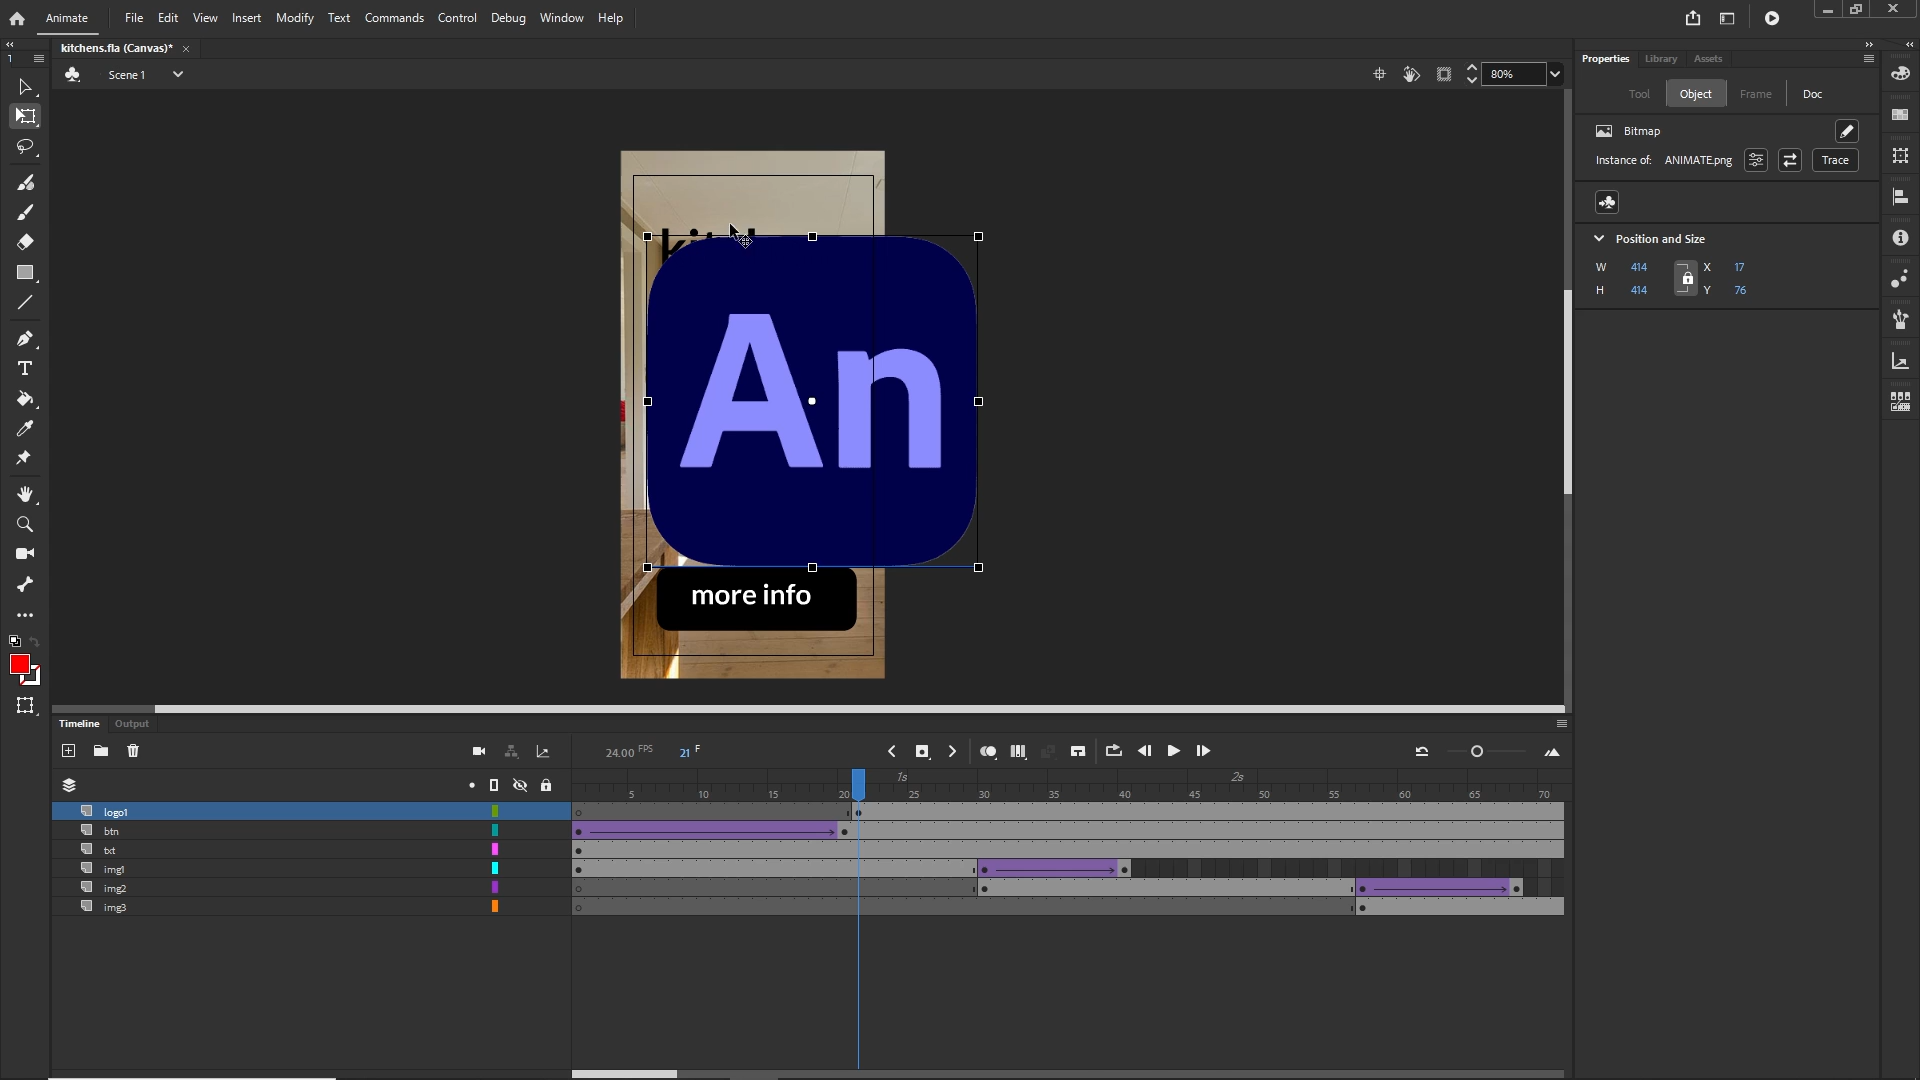 Animate File Edit View Insert Modify Text Commands Control Debug Window Help
kitchens.fla (Canvas)*
Scene 1
80%
Properties Library Assets
Tool Object Frame Doc
Bitmap
Instance of: ANIMATE.png Trace
Position and Size
W 414 X 17
H 414 Y 76
An
more info
Timeline Output
24.00 FPS 21 F
1s 2s
5 10 15 20 25 30 35 40 45 50 55 60 65 70
logo1
btn
txt
img1
img2
img3